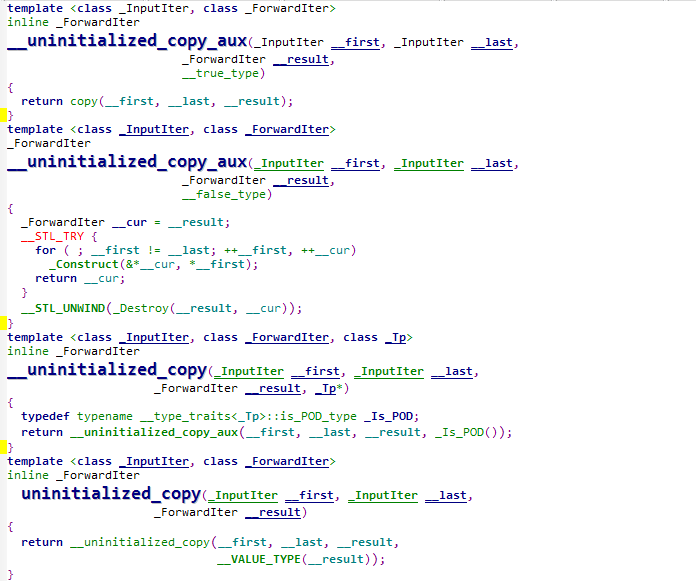 template <class _InputIter, class _ForwardIter>
inline _ForwardIter
__uninitialized_copy_aux(_InputIter __first, _InputIter __last,
                         _ForwardIter __result,
                         __true_type)
{
  return copy(__first, __last, __result);
}
template <class _InputIter, class _ForwardIter>
_ForwardIter
__uninitialized_copy_aux(_InputIter __first, _InputIter __last,
                         _ForwardIter __result,
                         __false_type)
{
  _ForwardIter __cur = __result;
  __STL_TRY {
    for ( ; __first != __last; ++__first, ++__cur)
      _Construct(&*__cur, *__first);
    return __cur;
  }
  __STL_UNWIND(_Destroy(__result, __cur));
}
template <class _InputIter, class _ForwardIter, class _Tp>
inline _ForwardIter
__uninitialized_copy(_InputIter __first, _InputIter __last,
                     _ForwardIter __result, _Tp*)
{
  typedef typename __type_traits<_Tp>::is_POD_type _Is_POD;
  return __uninitialized_copy_aux(__first, __last, __result, _Is_POD());
}
template <class _InputIter, class _ForwardIter>
inline _ForwardIter
  uninitialized_copy(_InputIter __first, _InputIter __last,
                     _ForwardIter __result)
{
  return __uninitialized_copy(__first, __last, __result,
                              __VALUE_TYPE(__result));
}